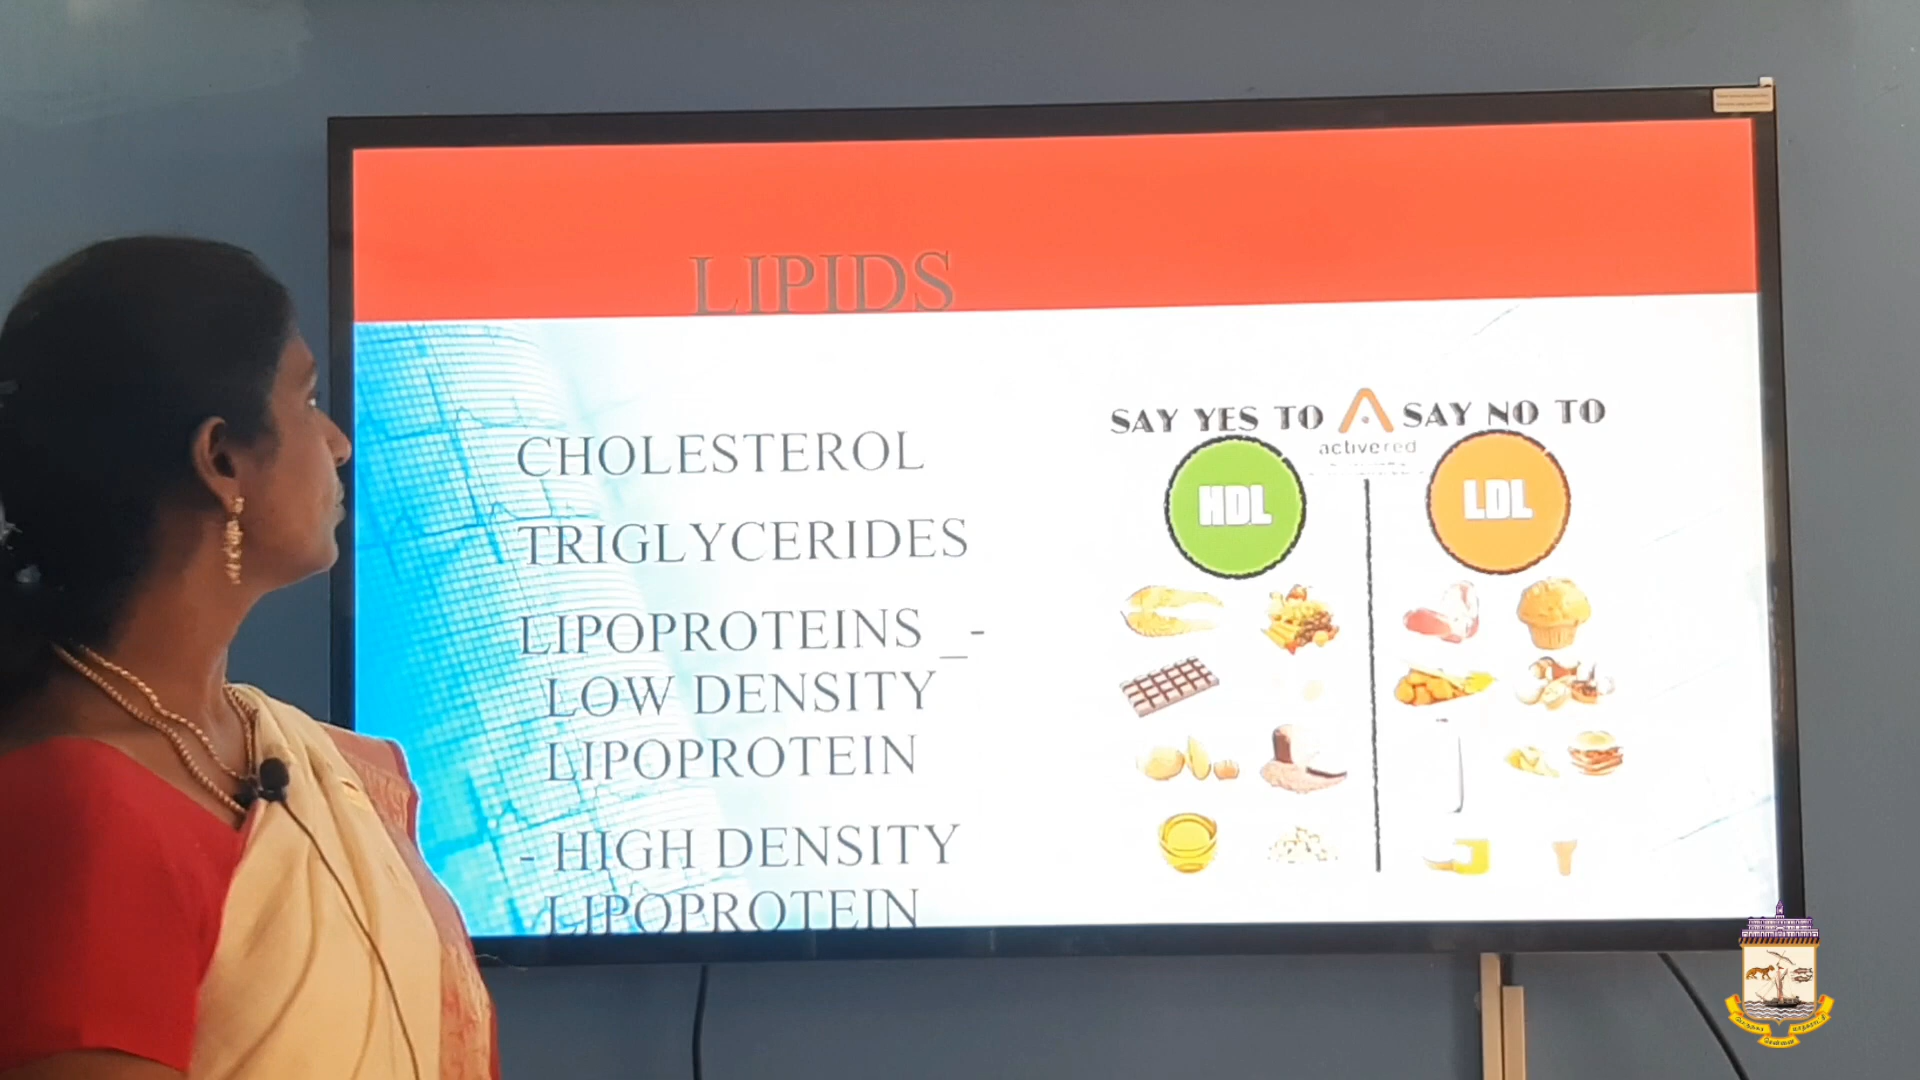 LIPIDS
CHOLESTEROL
TRIGLYCERIDES
LIPOPROTEINS _-
LOW DENSITY
LIPOPROTEIN
- HIGH DENSITY
LIPOPROTEIN
SAY YES TO
SAY NO TO
activered
HDL
LDL